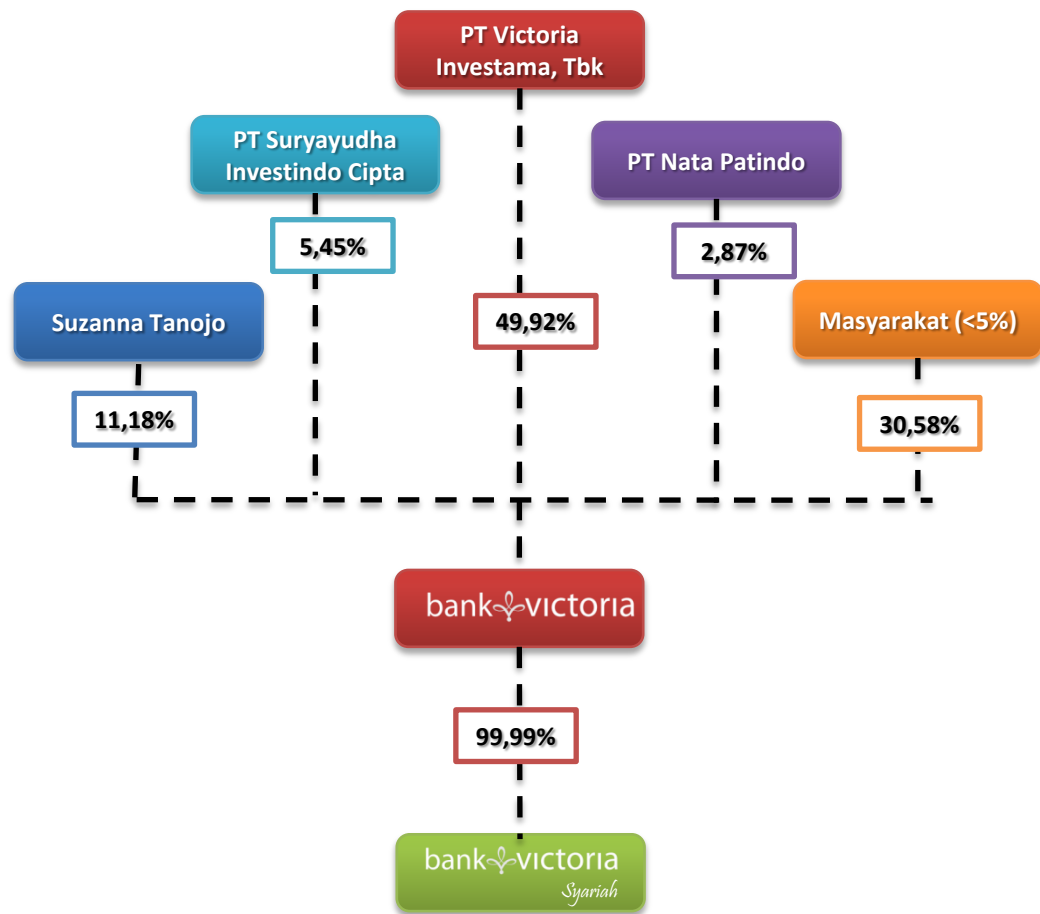 PT Victoria
Investama, Tbk
PT Suryayudha
Investindo Cipta
PT Nata Patindo
5,45%
2,87%
Suzanna Tanojo
49,92%
Masyarakat (<5%)
11,18%
30,58%
bank victoria
99,99%
bank victoria
Syariah